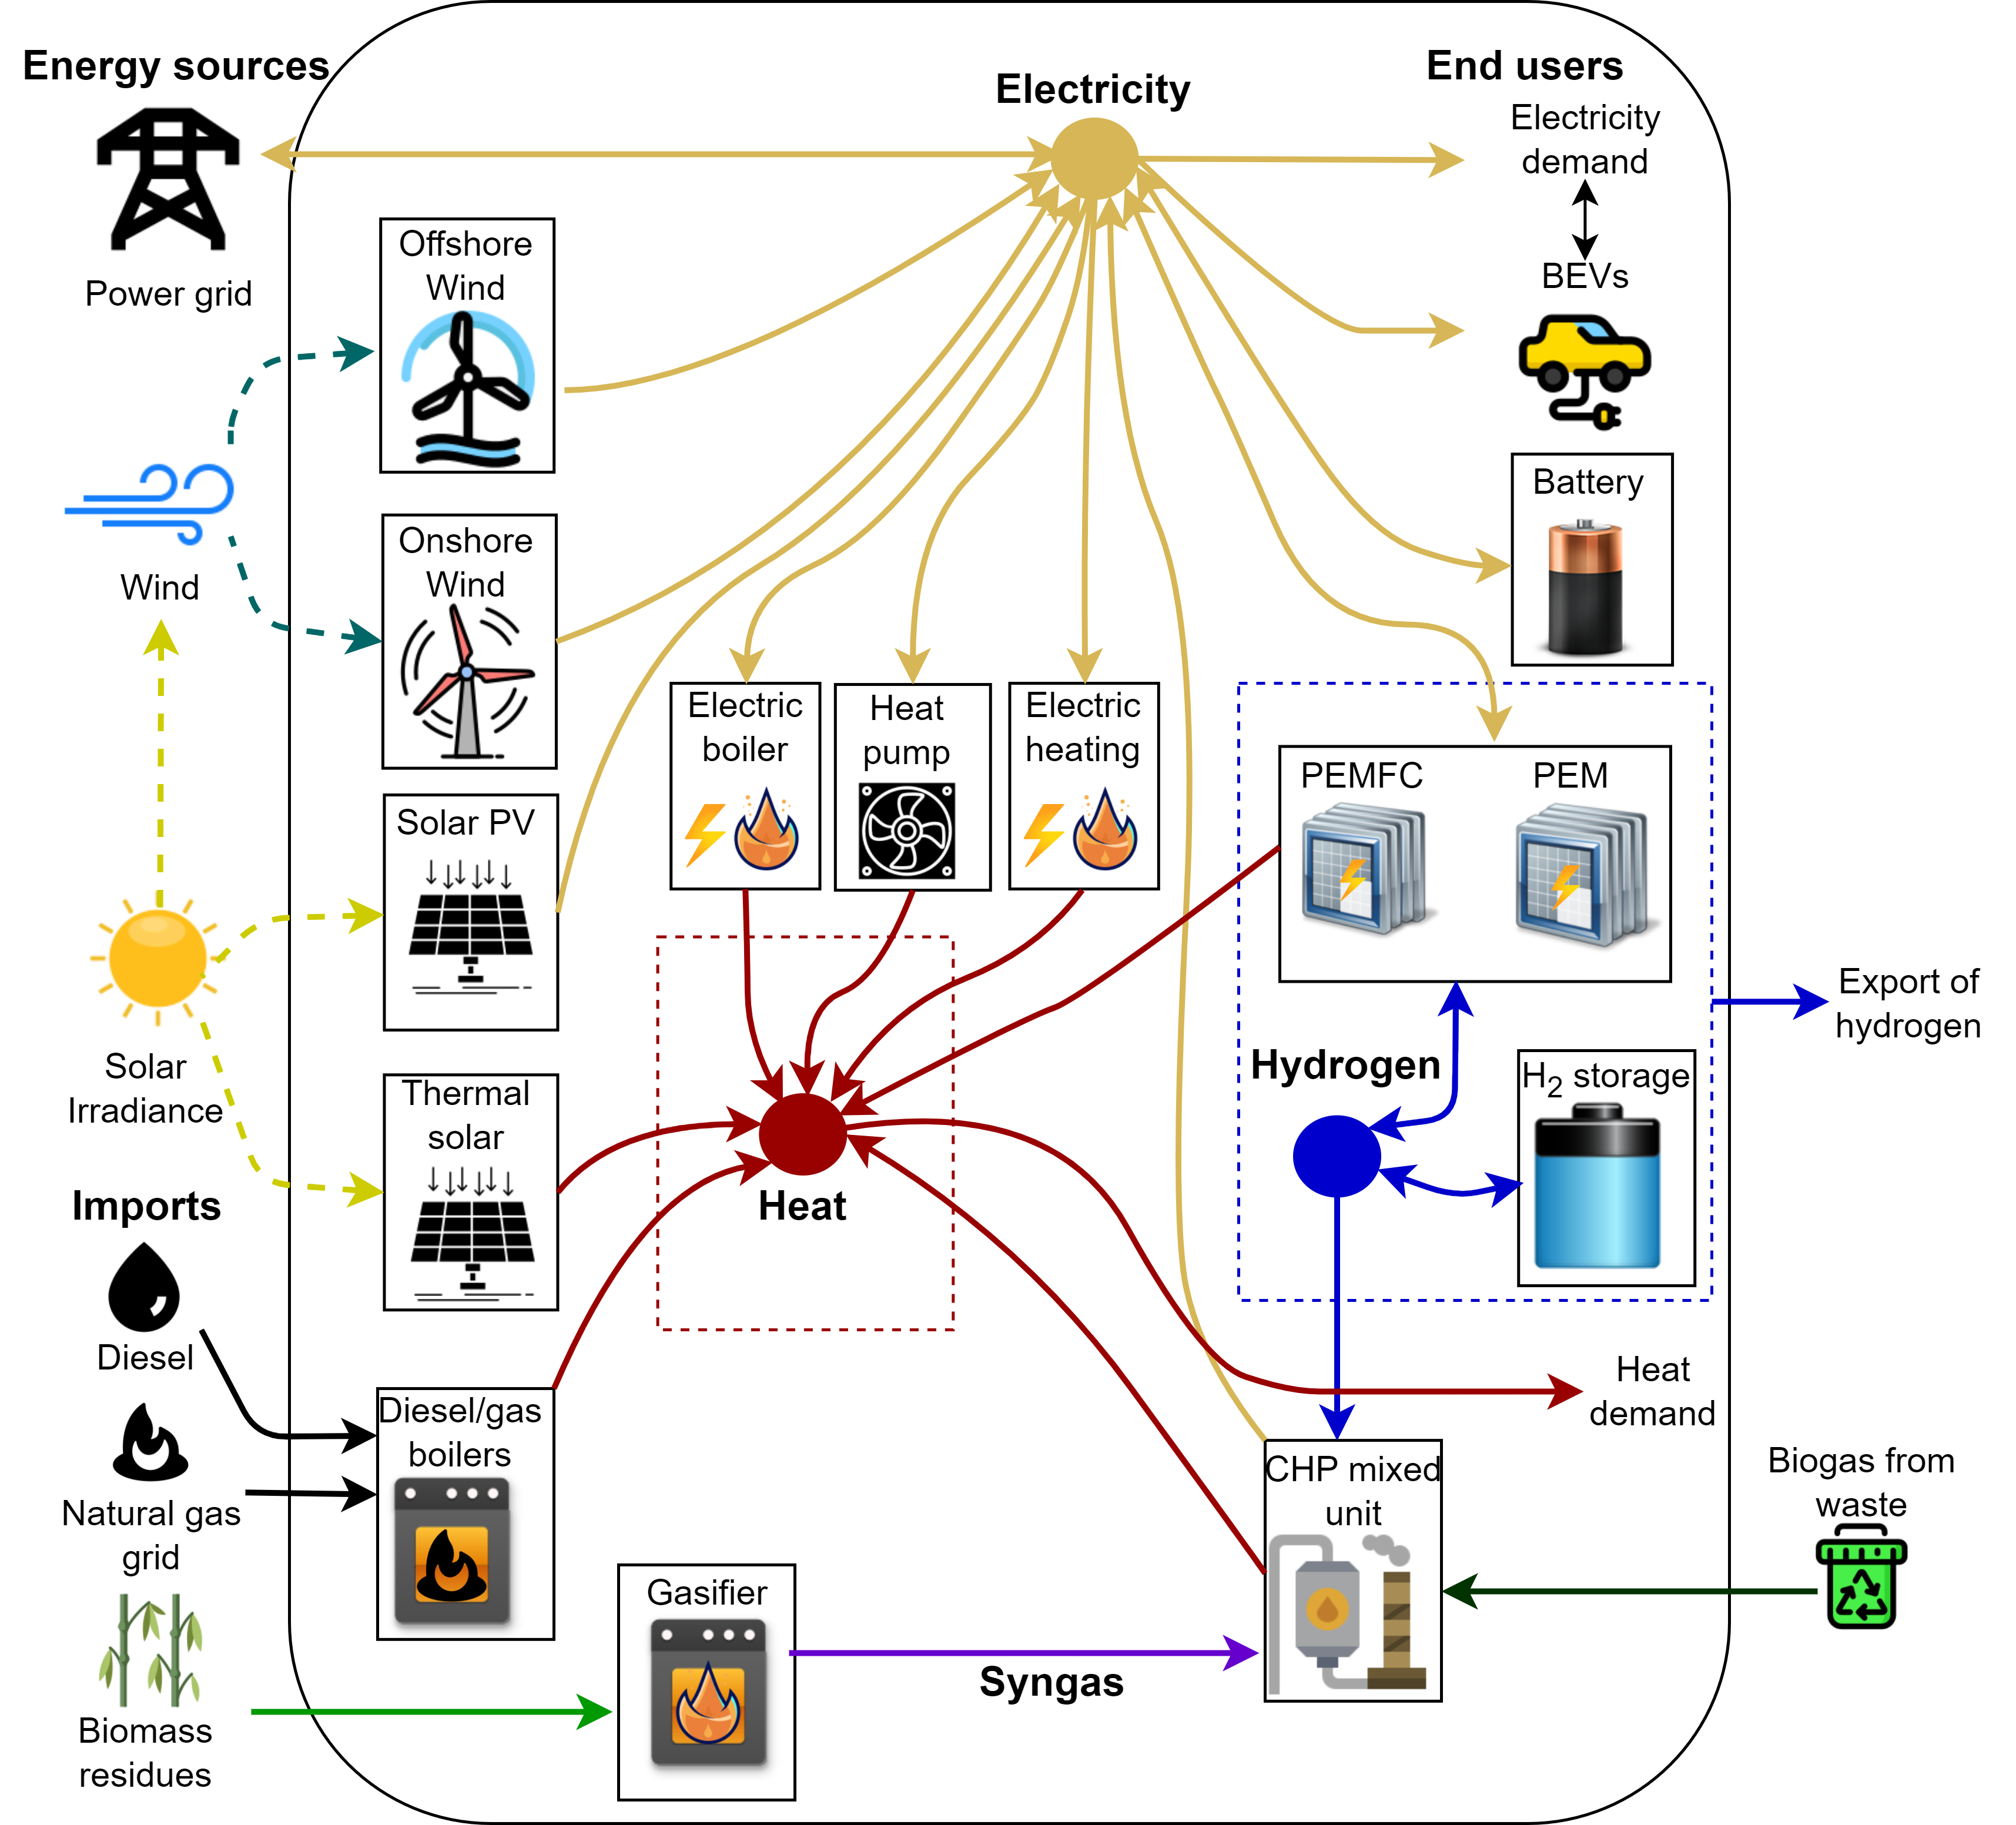 Energy sources
Electricity
End users
Electricity
demand
BEVs
Power grid
Offshore
Wind
Battery
Onshore
Wind
Wind
Electric
boiler
Heat
pump
Electric
heating
PEMFC
PEM
Solar PV
Export of
hydrogen
Solar
Irradiance
Hydrogen
H2 storage
Thermal
solar
Imports
Heat
Diesel
Heat
demand
Diesel/gas
boilers
CHP mixed
unit
Biogas from
waste
Natural gas
grid
Gasifier
Syngas
Biomass
residues